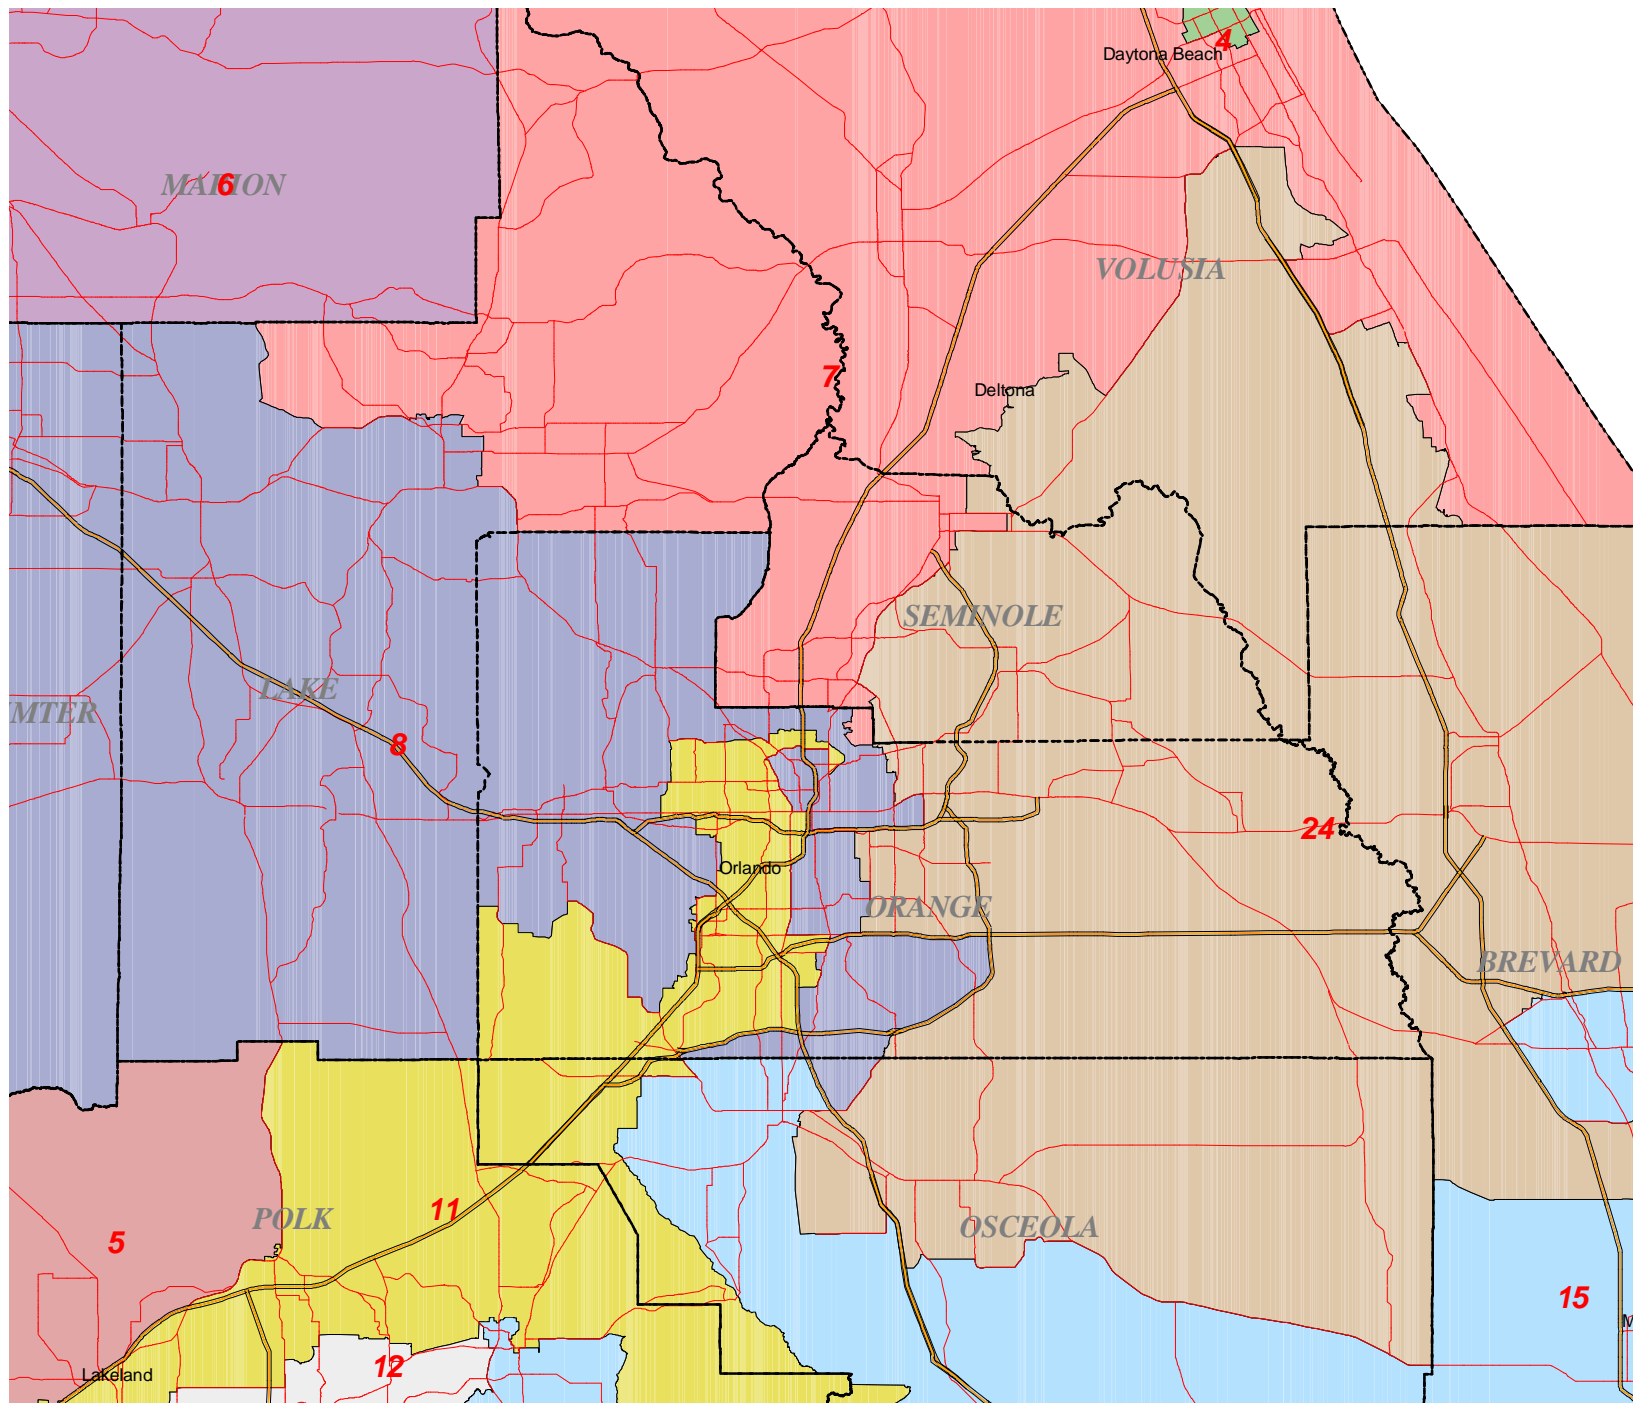 4
Daytona Beach
MARION
6
VOLUSIA
7
Deltona
SEMINOLE
LAKE
UMTER
8
24
Orlando
ORANGE
BREVARD
11
POLK
5
OSCEOLA
15
M
12
Lakeland